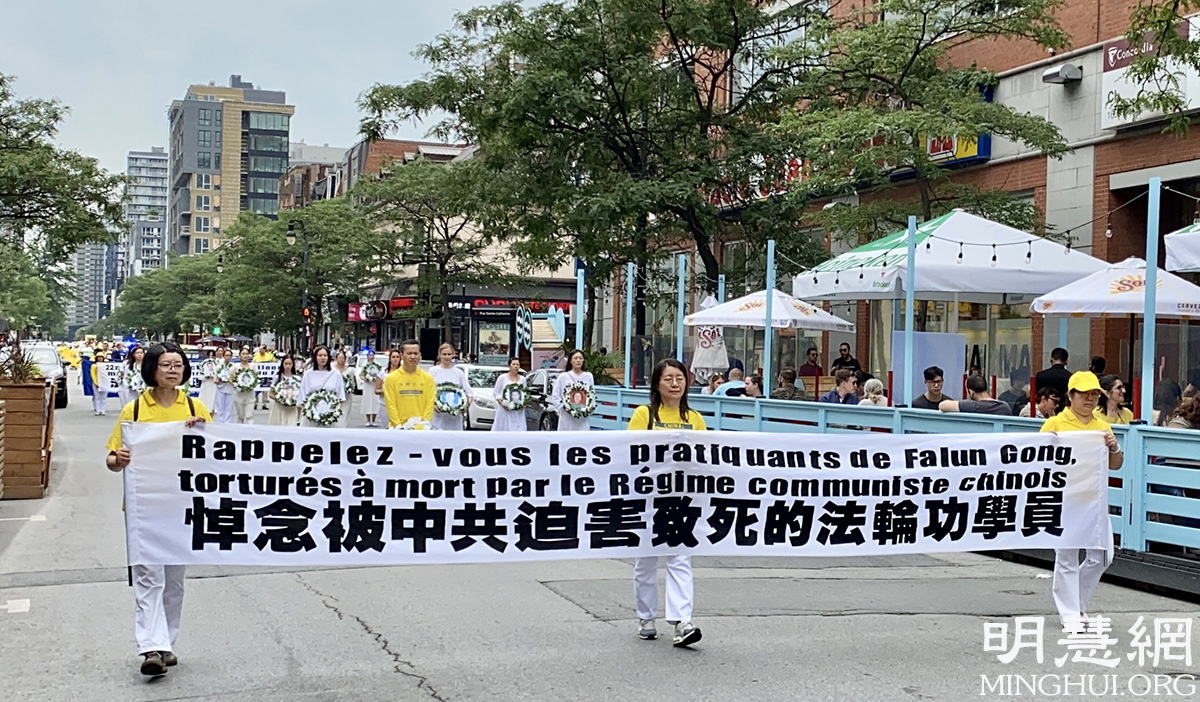 Concordia
Rappelez-vous les pratiquants de Falun Gong,
torturés à mort par le Régime communiste chinois
悼念被中共迫害致死的法輪功學員
明慧網
MINGHUI.ORG